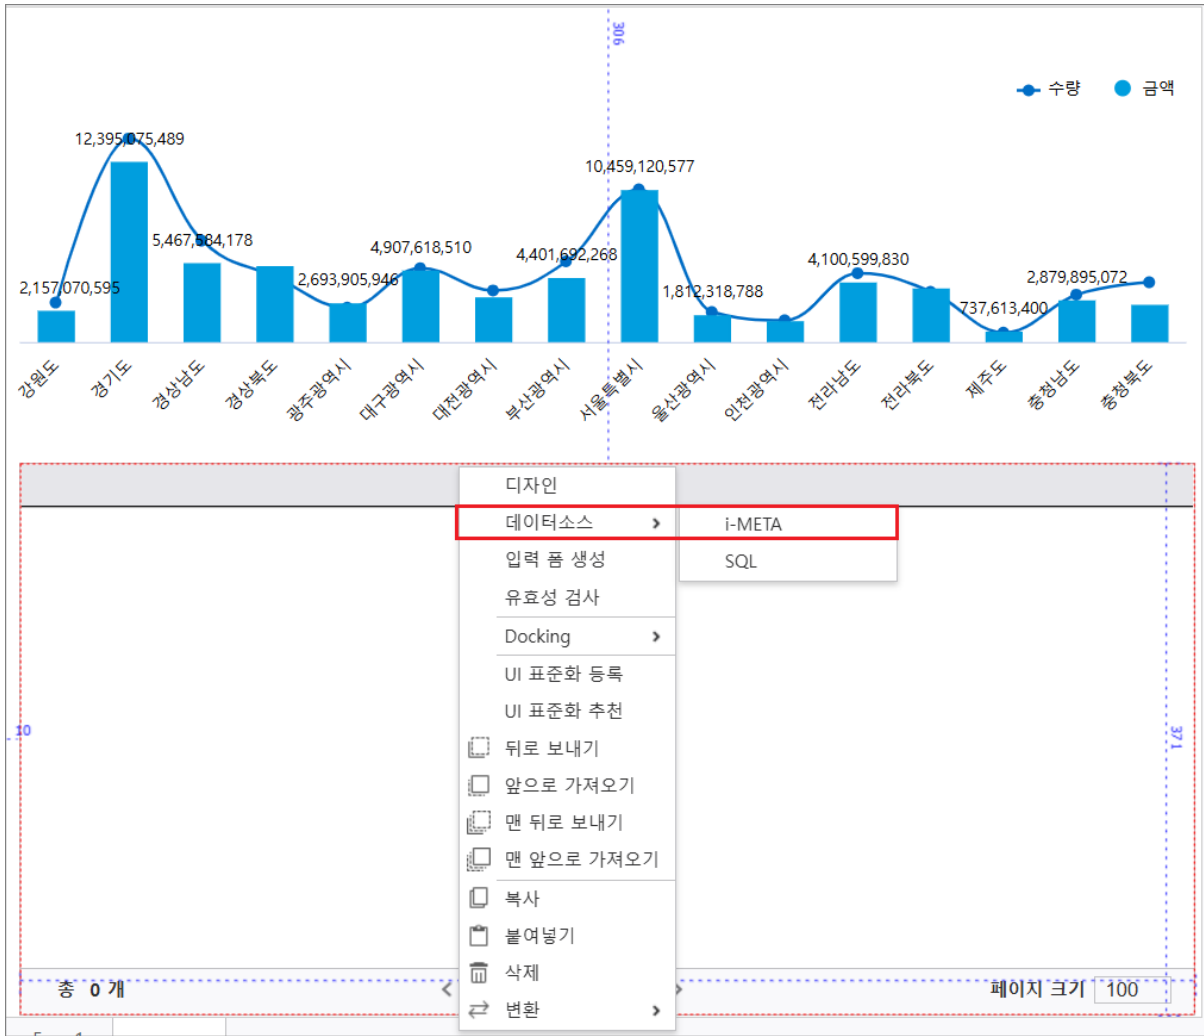 306
수량 금액
12,395,075,489
10,459,120,577
5,467,584,178
4,907,618,510
4,401,692,268
4,100,599,830
2,157,070,595
2,693,905,946
1,812,318,788
2,879,895,072
737,613,400
강원도 경기도 경상남도 경상북도 광주광역시 대구광역시 대전광역시 부산광역시 서울특별시 울산광역시 인천광역시 전라남도 전라북도 제주도 충청남도 충청북도
디자인
데이터소스
i-META
입력 폼 생성
SQL
유효성 검사
Docking
UI 표준화 등록
UI 표준화 추천
10
371
뒤로 보내기
앞으로 가져오기
맨 뒤로 보내기
맨 앞으로 가져오기
복사
붙여넣기
삭제
총 0 개
페이지 크기 100
변환